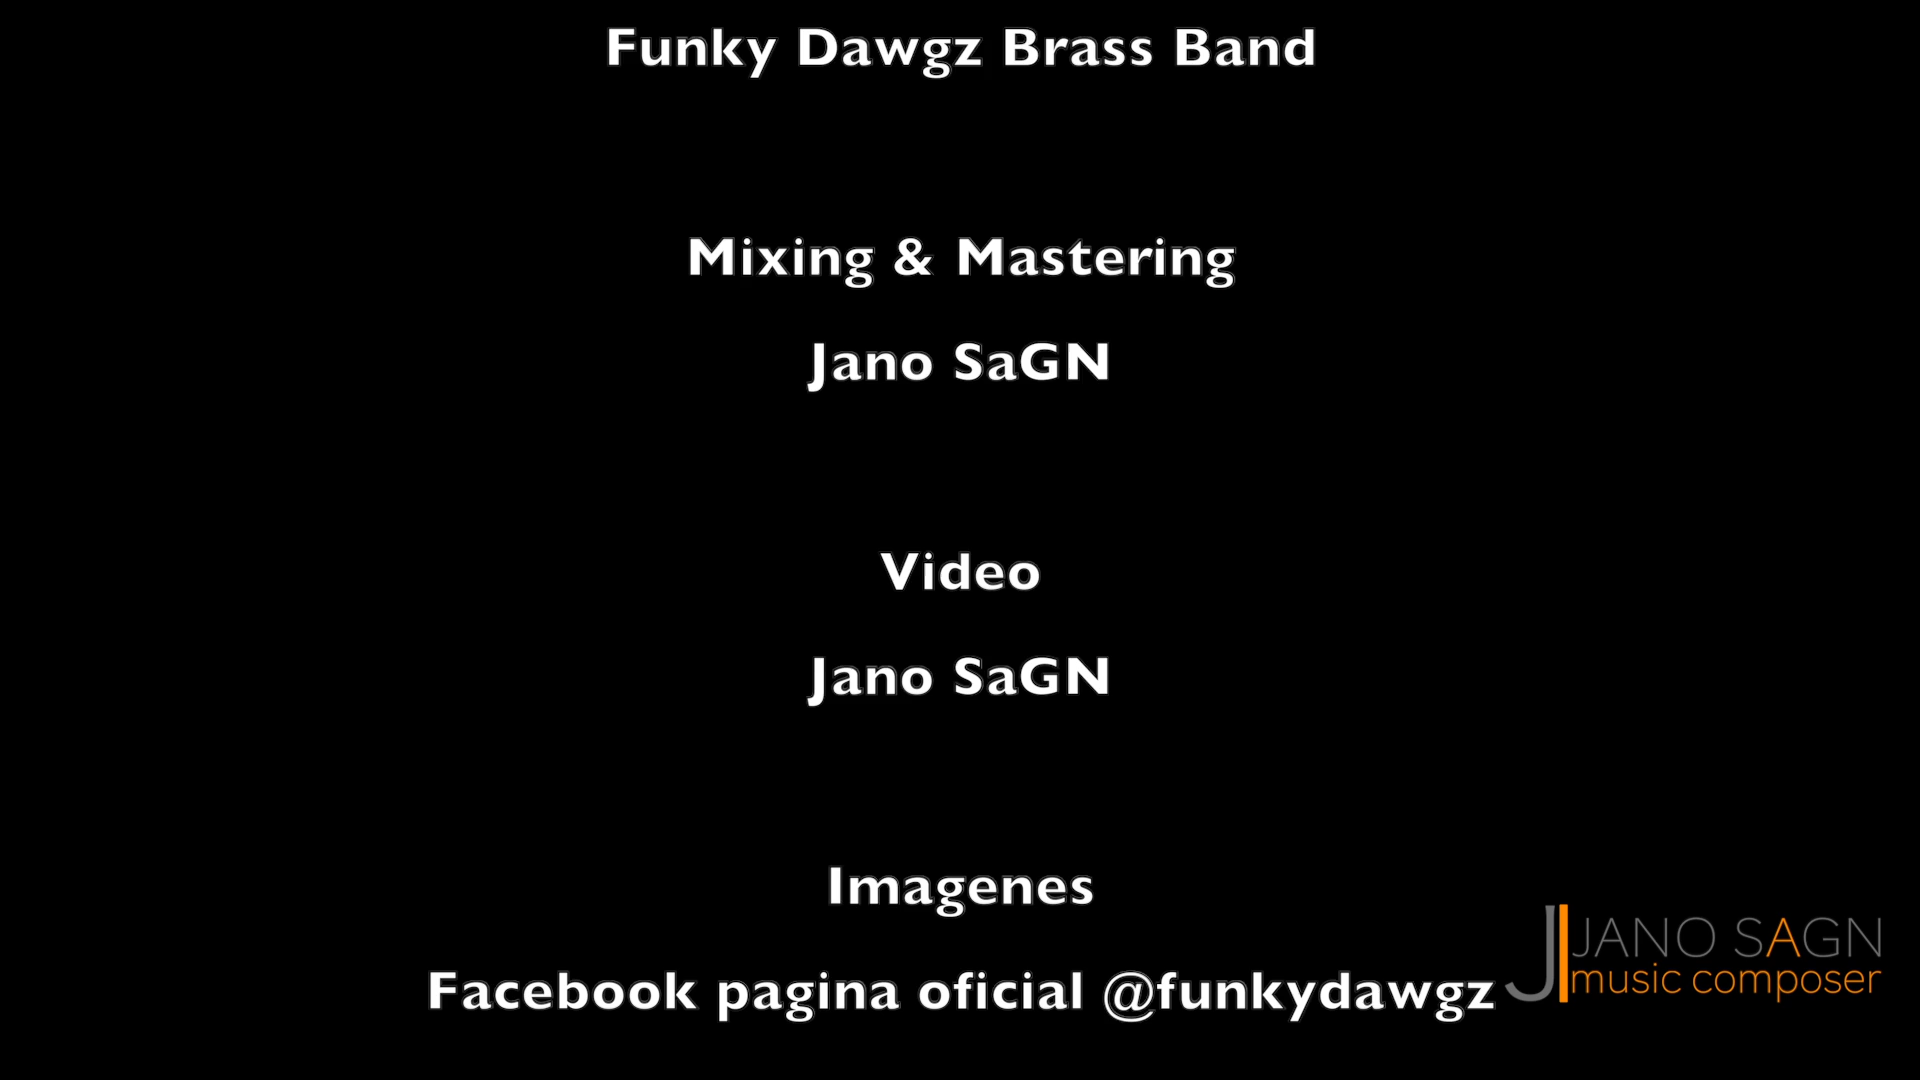 Funky Dawgz Brass Band
Mixing & Mastering
Jano SaGN
Video
Jano SaGN
Imagenes
Facebook pagina oficial @funkydawgz
JANO SAGN
music composer